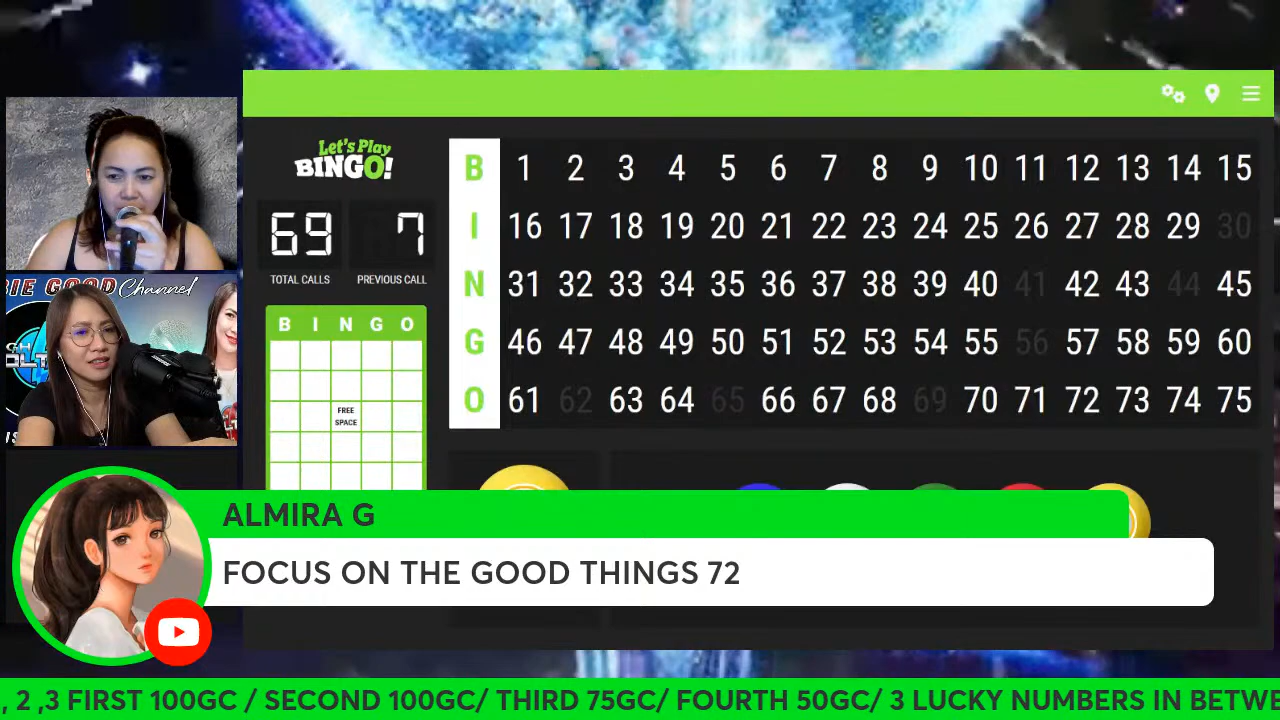 Let's Play
BINGO!
69
7
TOTAL CALLS
PREVIOUS CALL
B I N G O
FREE
SPACE
B 1 2 3 4 5 6 7 8 9 10 11 12 13 14 15
I 16 17 18 19 20 21 22 23 24 25 26 27 28 29 30
N 31 32 33 34 35 36 37 38 39 40 41 42 43 44 45
G 46 47 48 49 50 51 52 53 54 55 56 57 58 59 60
O 61 62 63 64 65 66 67 68 69 70 71 72 73 74 75
GOOD Channel
ALMIRA G
FOCUS ON THE GOOD THINGS 72
, 2 ,3 FIRST 100GC / SECOND 100GC/ THIRD 75GC/ FOURTH 50GC/ 3 LUCKY NUMBERS IN BETWE